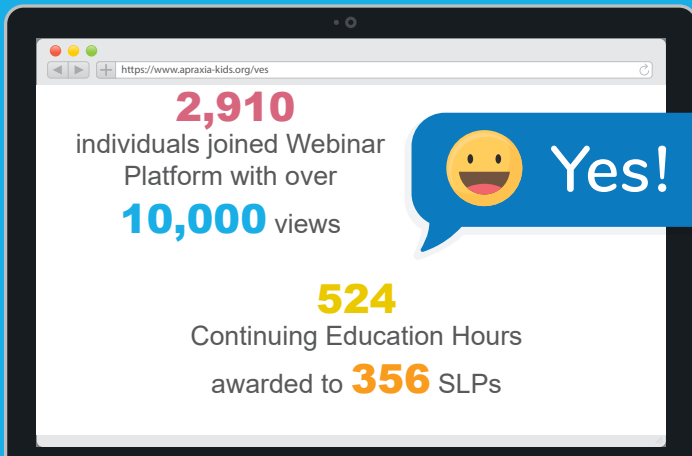 https://www.apraxia-kids.org/ves
2,910
individuals joined Webinar
Platform with over
10,000 views
Yes!
524
Continuing Education Hours
awarded to 356 SLPs